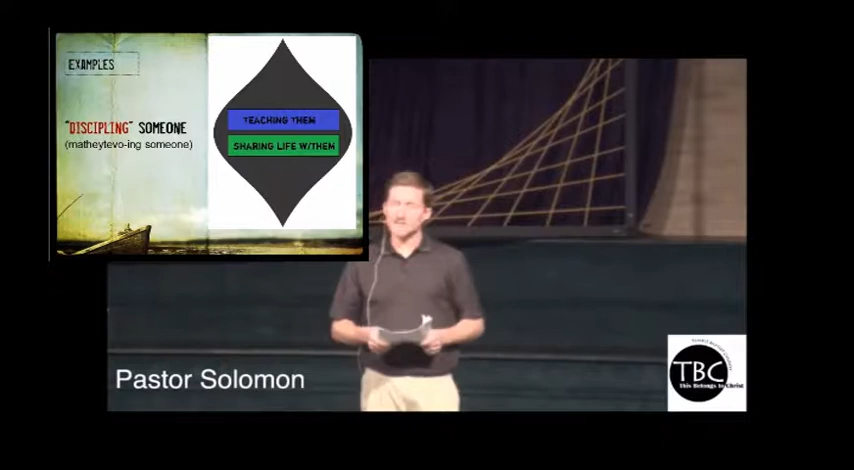 EXAMPLES
"DISCIPLING" SOMEONE
(matheytevo-ing someone)
TEACHING THEM
SHARING LIFE W/THEM
Pastor Solomon
TBC
This Belongs To Christ